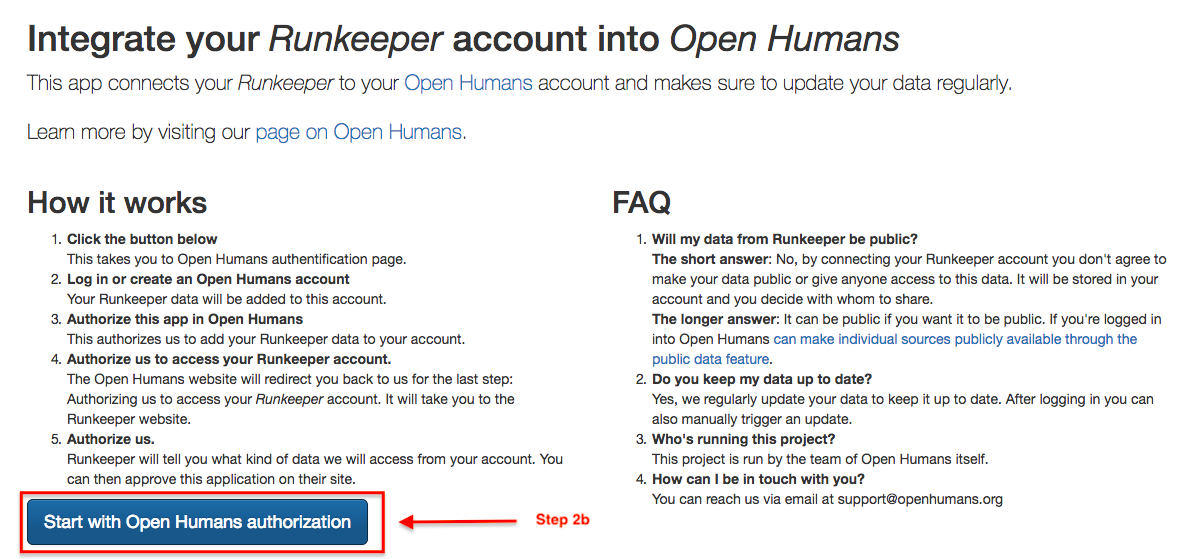 Integrate your Runkeeper account into Open Humans
This app connects your Runkeeper to your Open Humans account and makes sure to update your data regularly.
Learn more by visiting our page on Open Humans.
How it works
1. Click the button below
This takes you to Open Humans authentification page.
2. Log in or create an Open Humans account
Your Runkeeper data will be added to this account.
3. Authorize this app in Open Humans
This authorizes us to add your Runkeeper data to your account.
4. Authorize us to access your Runkeeper account.
The Open Humans website will redirect you back to us for the last step:
Authorizing us to access your Runkeeper account. It will take you to the
Runkeeper website.
5. Authorize us.
Runkeeper will tell you what kind of data we will access from your account. You
can then approve this application on their site.
Start with Open Humans authorization
Step 2b
FAQ
1. Will my data from Runkeeper be public?
The short answer: No, by connecting your Runkeeper account you don't agree to
make your data public or give anyone access to this data. It will be stored in your
account and you decide with whom to share.
The longer answer: It can be public if you want it to be public. If you're logged in
into Open Humans can make individual sources publicly available through the
public data feature.
2. Do you keep my data up to date?
Yes, we regularly update your data to keep it up to date. After logging in you can
also manually trigger an update.
3. Who's running this project?
This project is run by the team of Open Humans itself.
4. How can I be in touch with you?
You can reach us via email at support@openhumans.org